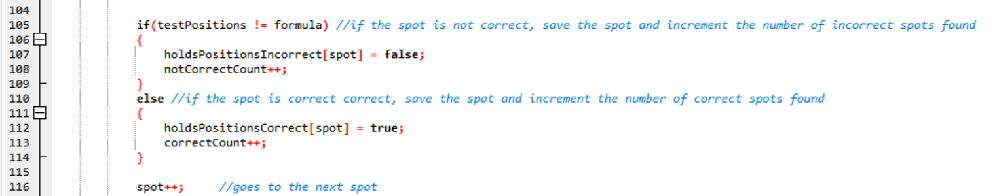 104
105 if(testPositions != formula) //if the spot is not correct, save the spot and increment the number of incorrect spots found
106 {
107 holdsPositionsIncorrect[spot] = false;
108 notCorrectCount++;
109 }
110 else //if the spot is correct correct, save the spot and increment the number of correct spots found
111 {
112 holdsPositionsCorrect[spot] = true;
113 correctCount++;
114 }
115
116 spot++; //goes to the next spot